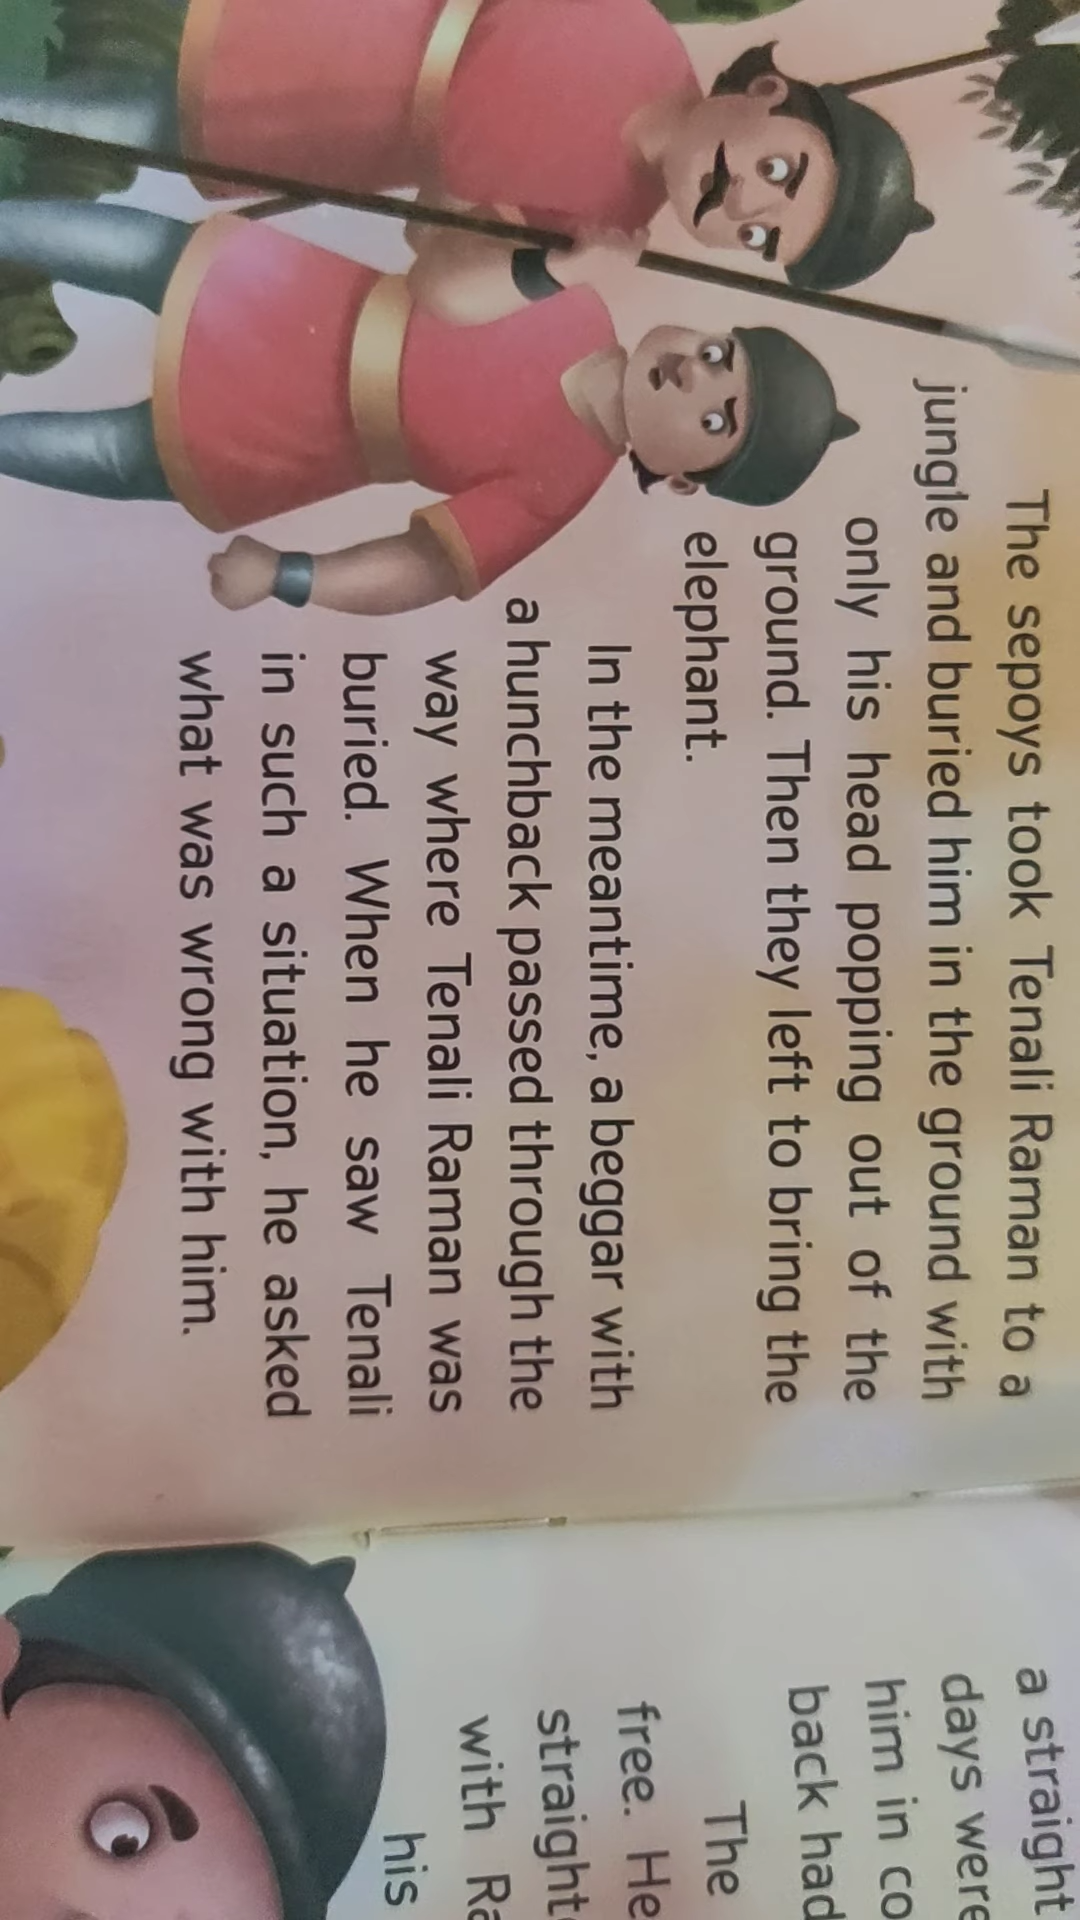 The sepoys took Tenali Raman to a
jungle and buried him in the ground with
only his head popping out of the
ground. Then they left to bring the
elephant.
In the meantime, a beggar with
a hunchback passed through the
way where Tenali Raman was
buried. When he saw Tenali
in such a situation, he asked
what was wrong with him.
a straight
days were
him in co
back had
The
free. He
straight
with Ra
his